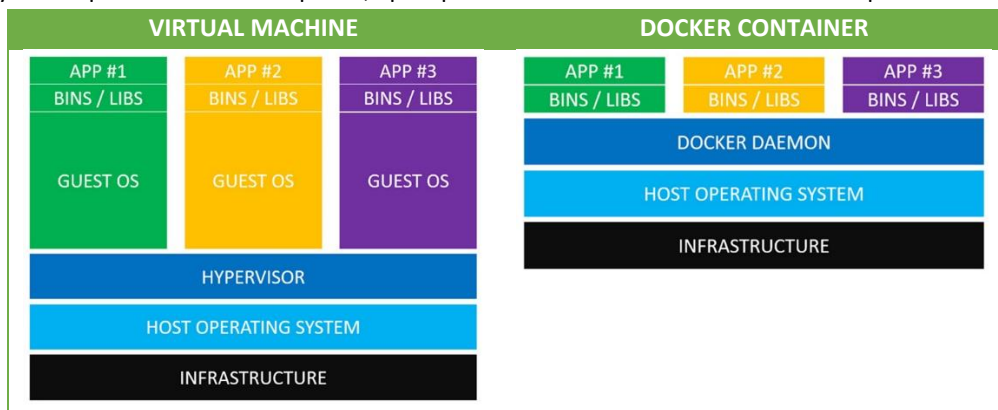 VIRTUAL MACHINE
DOCKER CONTAINER
APP #1
APP #2
APP #3
BINS / LIBS
BINS / LIBS
BINS / LIBS
GUEST OS
GUEST OS
GUEST OS
HYPERVISOR
HOST OPERATING SYSTEM
INFRASTRUCTURE
APP #1
APP #2
APP #3
BINS / LIBS
BINS / LIBS
BINS / LIBS
DOCKER DAEMON
HOST OPERATING SYSTEM
INFRASTRUCTURE